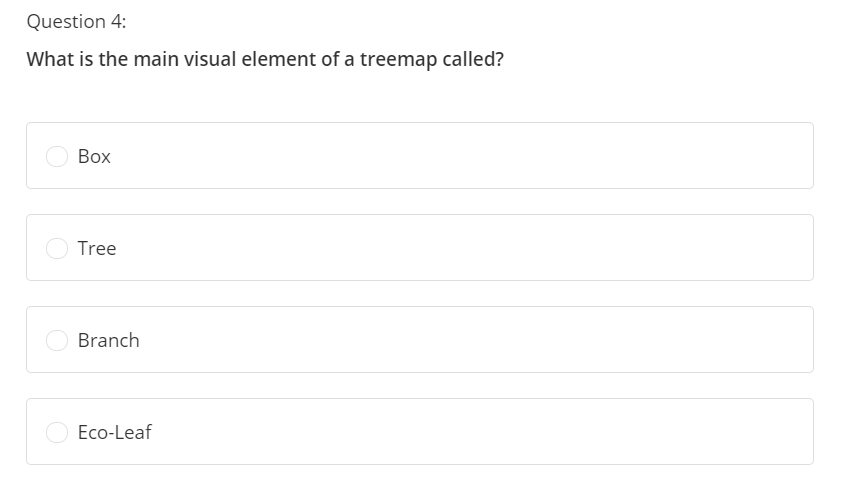 Question 4:
What is the main visual element of a treemap called?
Box
Tree
Branch
Eco-Leaf